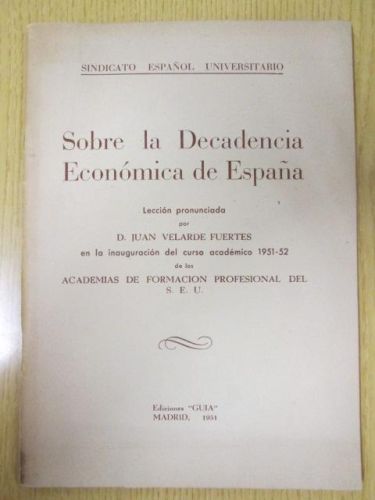 SINDICATO ESPAÑOL UNIVERSITARIO
Sobre la Decadencia
Económica de España
Lección pronunciada
por
D. JUAN VELARDE FUERTES
en la inauguración del curso académico 1951-52
de las
ACADEMIAS DE FORMACION PROFESIONAL DEL
S. E. U.
Ediciones "GUIA"
MADRID, 1951